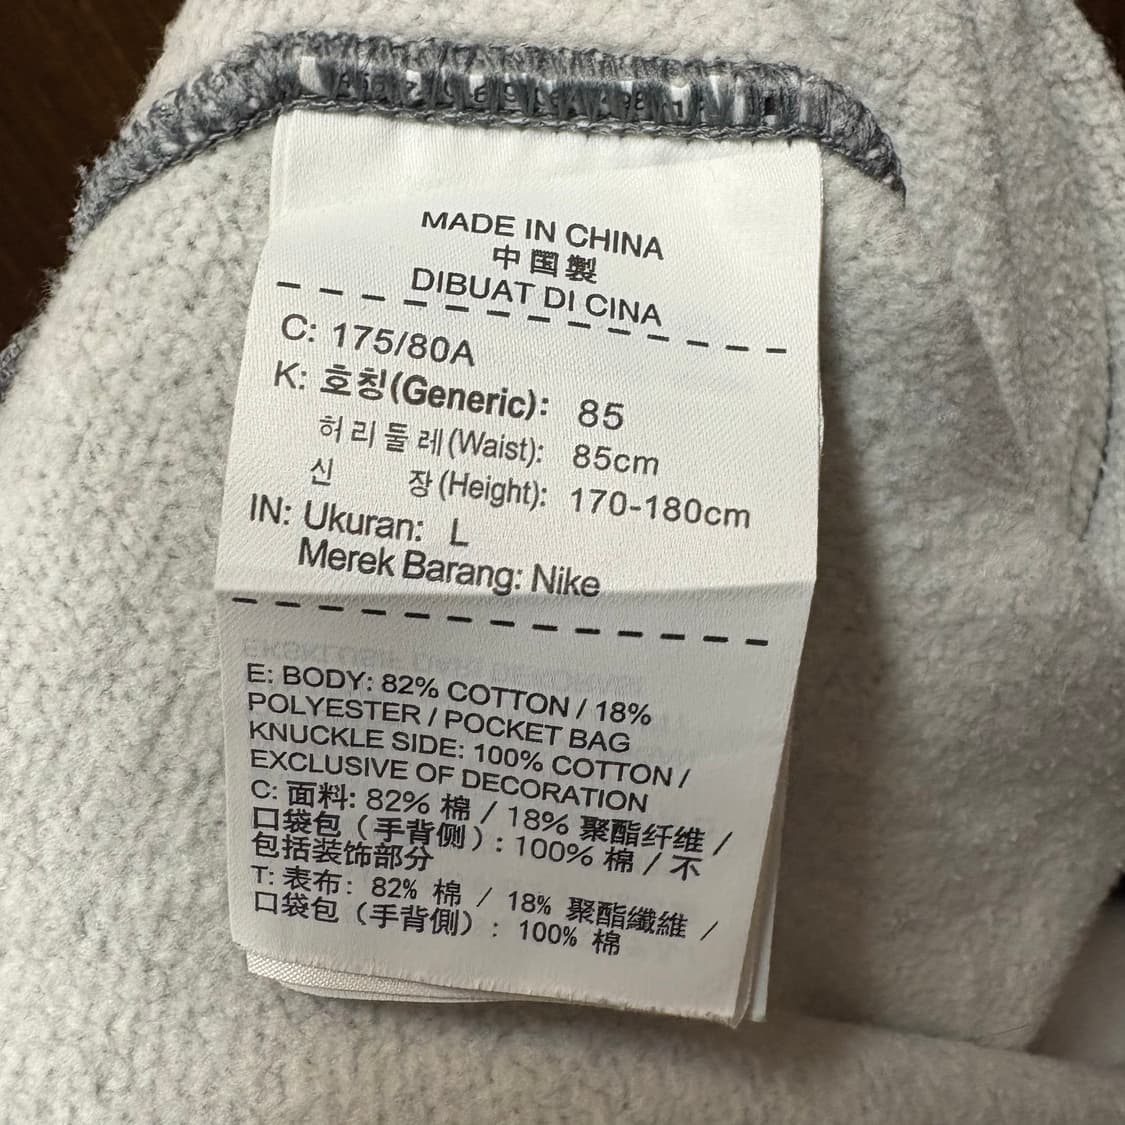 MADE IN CHINA
中国製
DIBUAT DI CINA
C: 175/80A
K: 호칭(Generic): 85
허리둘레(Waist): 85cm
신 장(Height): 170-180cm
IN: Ukuran: L
Merek Barang: Nike
E: BODY: 82% COTTON / 18%
POLYESTER / POCKET BAG
KNUCKLE SIDE: 100% COTTON /
EXCLUSIVE OF DECORATION
C: 面料: 82% 棉 / 18% 聚酯纤维 /
口袋包（手背侧）: 100% 棉 / 不
包括装饰部分
T: 表布: 82% 棉 / 18% 聚酯纖維 /
口袋包（手背側）: 100% 棉